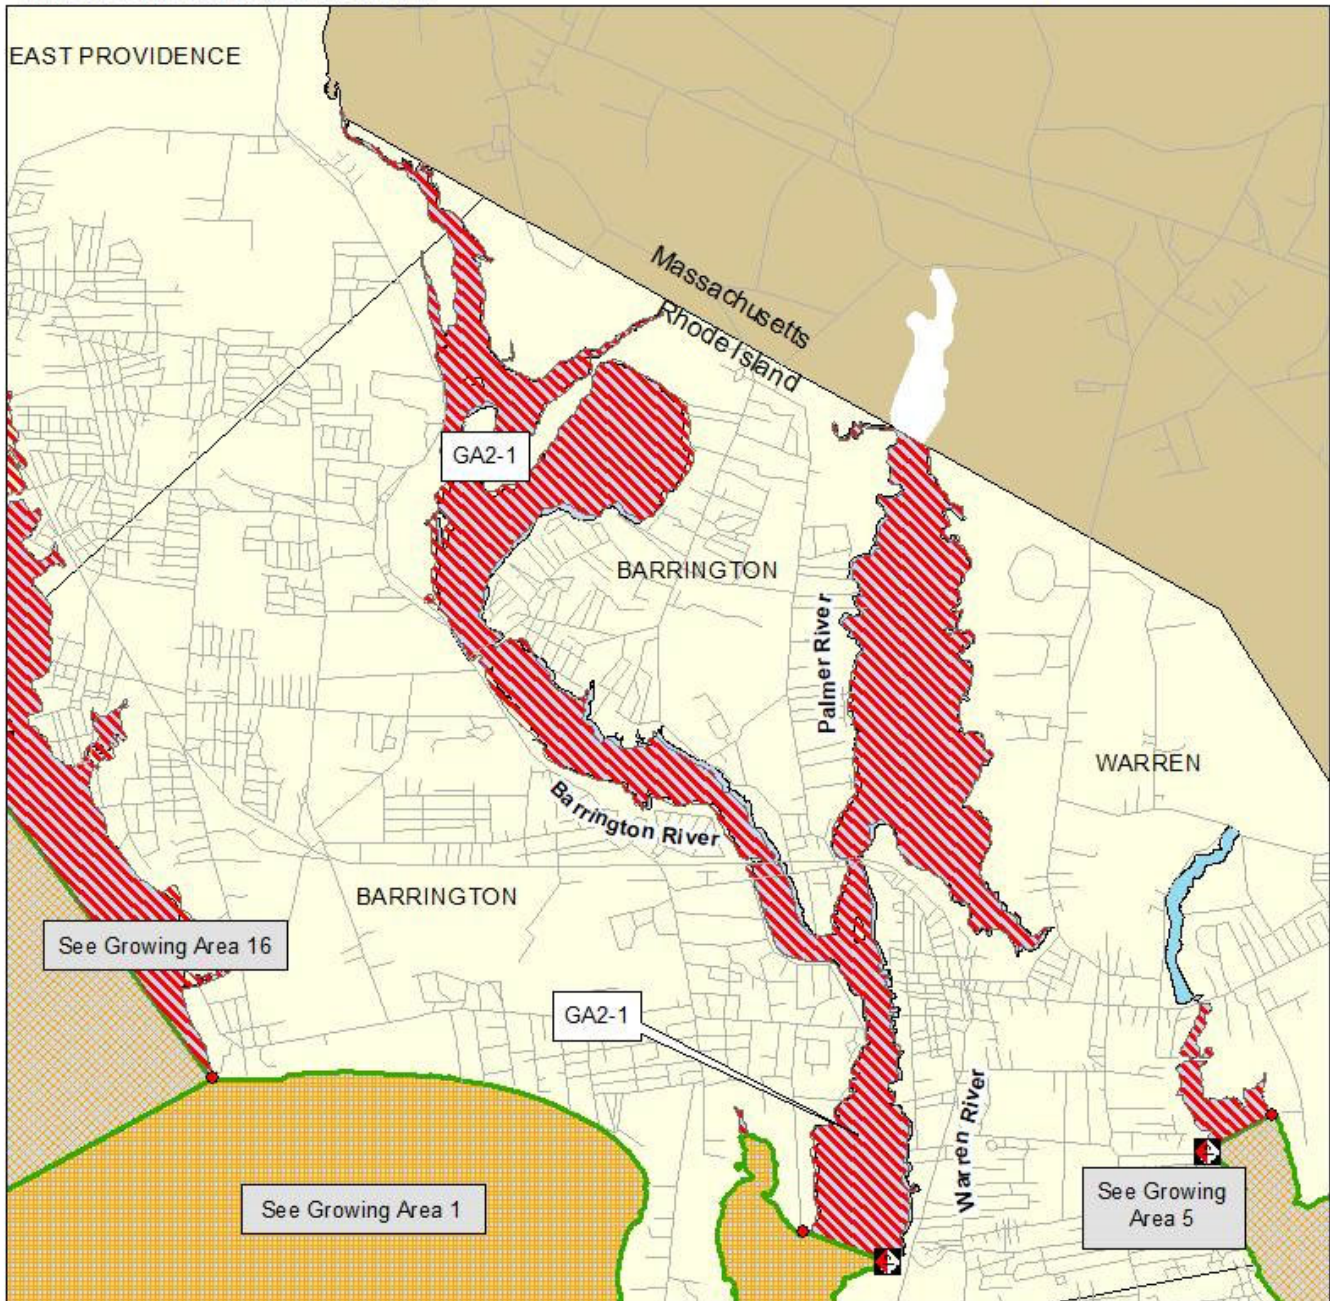 EAST PROVIDENCE
Massachusetts
Rhode Island
GA2-1
BARRINGTON
Palmer River
WARREN
Barrington River
BARRINGTON
See Growing Area 16
GA2-1
Warren River
See Growing Area 1
See Growing
Area 5